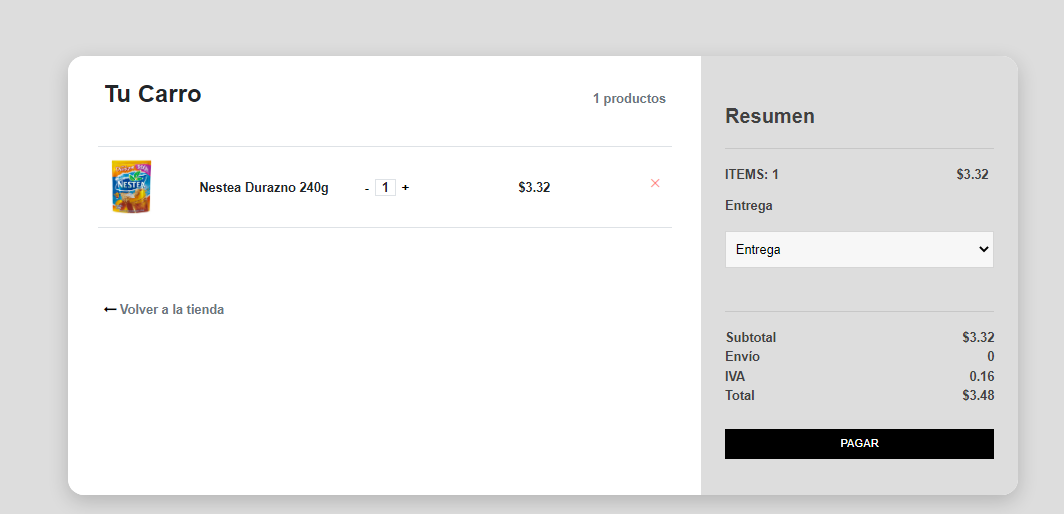 Tu Carro
1 productos
NESTEA
Nestea Durazno 240g
- 1 +
$3.32
×
← Volver a la tienda
Resumen
ITEMS: 1 $3.32
Entrega
Entrega
Subtotal $3.32
Envío 0
IVA 0.16
Total $3.48
PAGAR